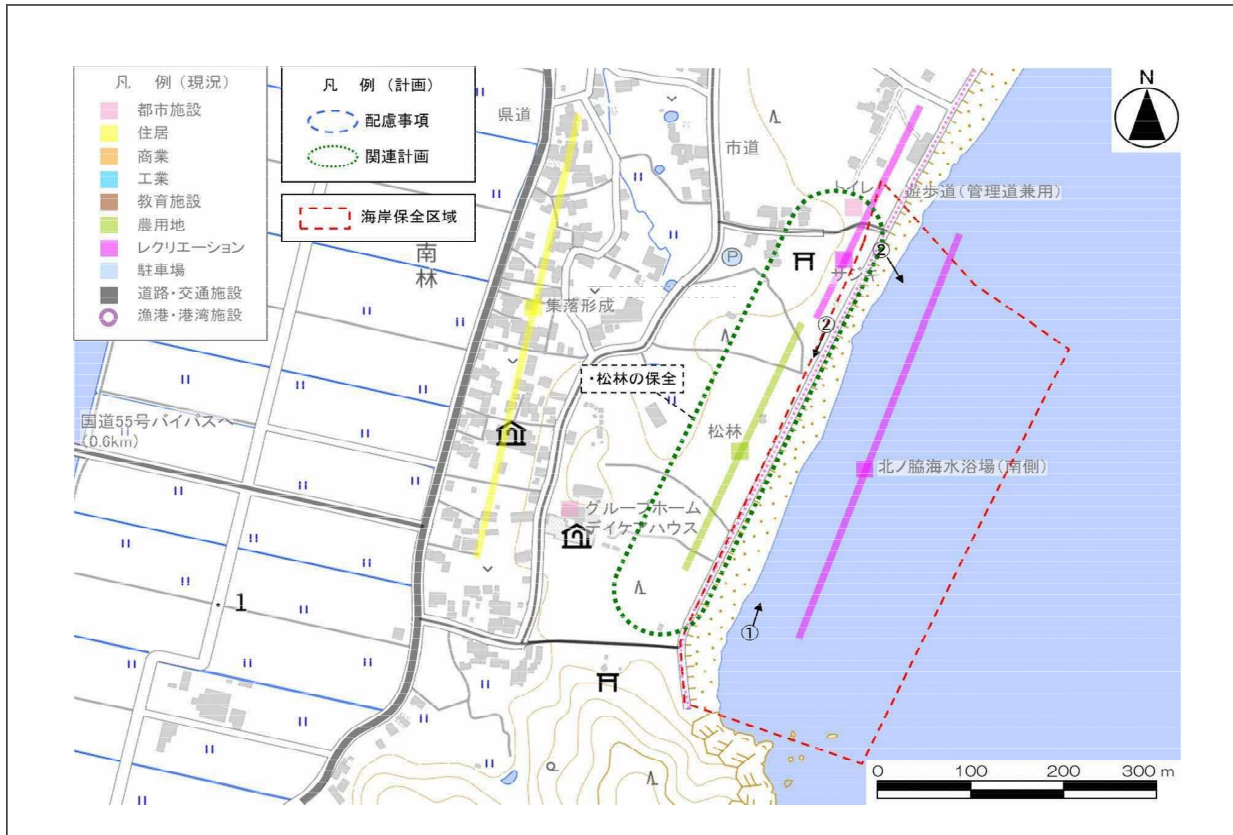 凡 例(現況)
都市施設
住居
商業
工業
教育施設
農用地
レクリエーション
駐車場
道路・交通施設
漁港・港湾施設
凡 例(計画)
配慮事項
関連計画
海岸保全区域
県道
市道
N
南林
トイレ
遊歩道(管理道兼用)
P
②
集落形成
②
・松林の保全
国道55号バイパスへ
(0.6km)
松林
北ノ脇海水浴場(南側)
グループホーム
デイケアハウス
1
①
0 100 200 300 m